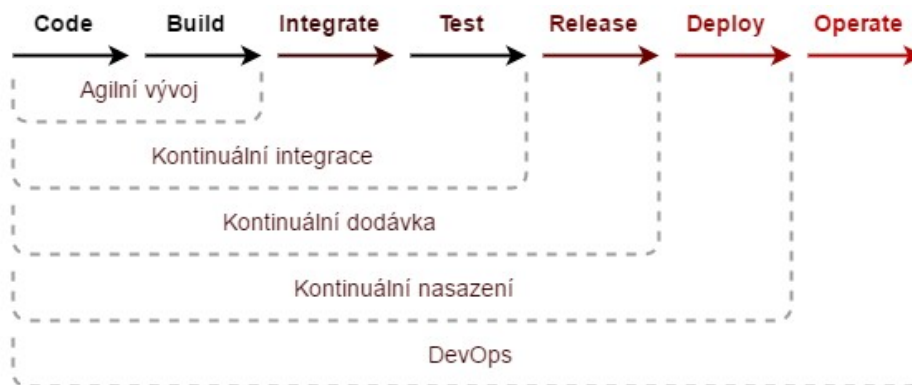 Code Build Integrate Test Release Deploy Operate
Agilní vývoj
Kontinuální integrace
Kontinuální dodávka
Kontinuální nasazení
DevOps